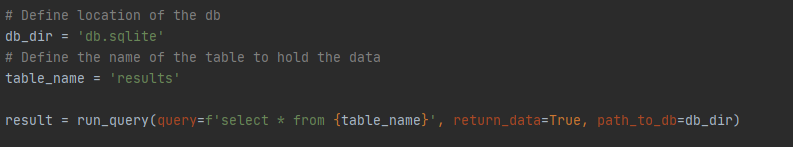 # Define location of the db
db_dir = 'db.sqlite'
# Define the name of the table to hold the data
table_name = 'results'
result = run_query(query=f'select * from {table_name}', return_data=True, path_to_db=db_dir)